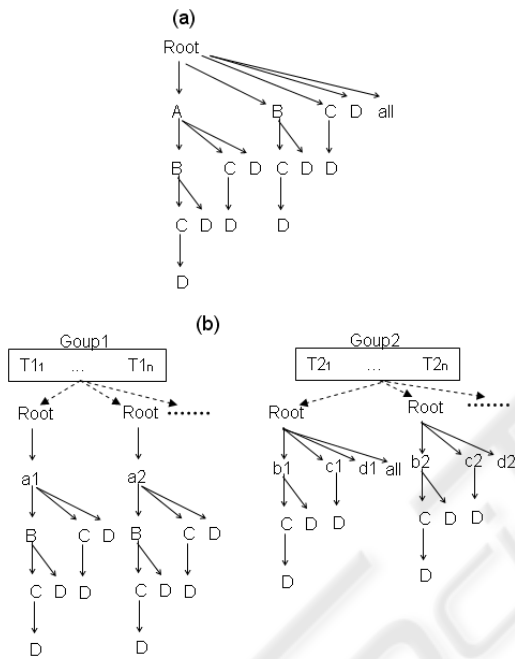 (a)
Root
A B C D all
B C D C D D
C D D D
D
(b)
Goup1 Goup2
T1₁ ... T1ₙ T2₁ ... T2ₙ
Root Root ....... Root Root .......
a1 a2 b1 c1 d1 all b2 c2 d2
B C D B C D C D D C D D
C D D C D D D D
D D